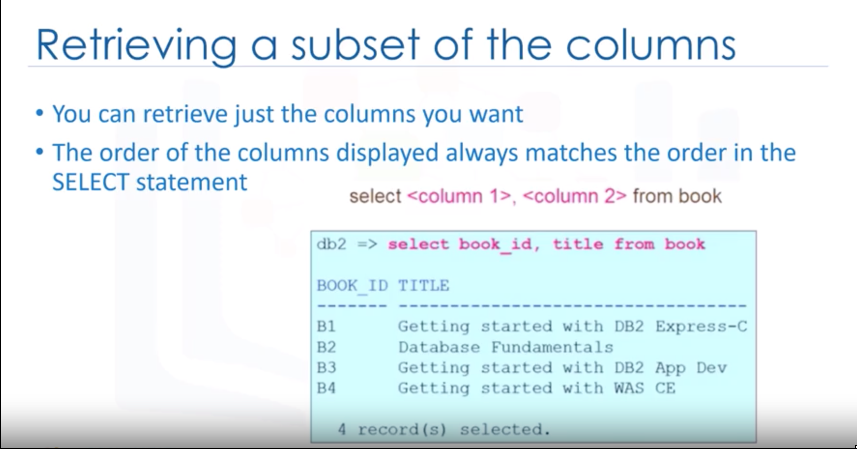 Retrieving a subset of the columns
• You can retrieve just the columns you want
• The order of the columns displayed always matches the order in the
SELECT statement
select <column 1>, <column 2> from book
db2 => select book_id, title from book
BOOK_ID TITLE
------- ----------------------------------
B1 Getting started with DB2 Express-C
B2 Database Fundamentals
B3 Getting started with DB2 App Dev
B4 Getting started with WAS CE
4 record(s) selected.